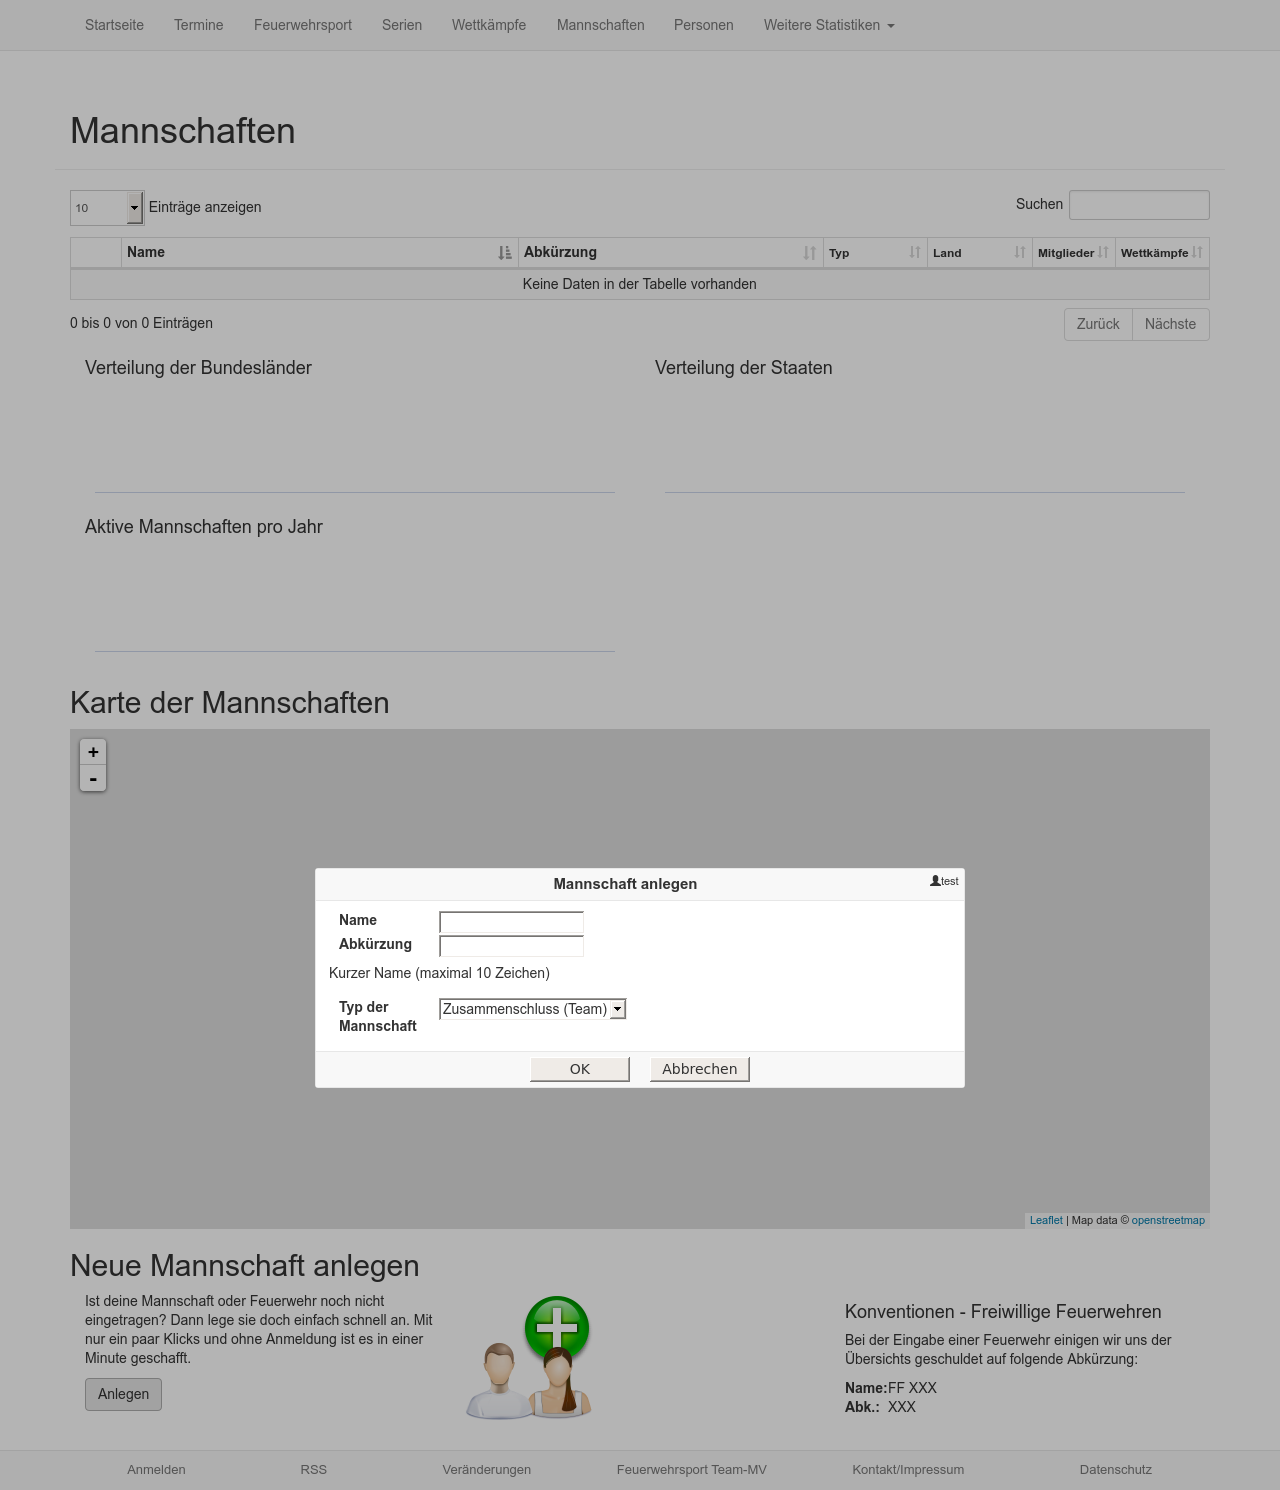 Startseite Termine Feuerwehrsport Serien Wettkämpfe Mannschaften Personen Weitere Statistiken
Mannschaften
10 Einträge anzeigen Suchen
Name Abkürzung Typ Land Mitglieder Wettkämpfe
Keine Daten in der Tabelle vorhanden
0 bis 0 von 0 Einträgen Zurück Nächste
Verteilung der Bundesländer Verteilung der Staaten
Aktive Mannschaften pro Jahr
Karte der Mannschaften
+
-
Mannschaft anlegen test
Name
Abkürzung
Kurzer Name (maximal 10 Zeichen)
Typ der Mannschaft Zusammenschluss (Team)
OK Abbrechen
Leaflet | Map data © openstreetmap
Neue Mannschaft anlegen
Ist deine Mannschaft oder Feuerwehr noch nicht
eingetragen? Dann lege sie doch einfach schnell an. Mit
nur ein paar Klicks und ohne Anmeldung ist es in einer
Minute geschafft.
Anlegen
Konventionen - Freiwillige Feuerwehren
Bei der Eingabe einer Feuerwehr einigen wir uns der
Übersichts geschuldet auf folgende Abkürzung:
Name: FF XXX
Abk.: XXX
Anmelden RSS Veränderungen Feuerwehrsport Team-MV Kontakt/Impressum Datenschutz